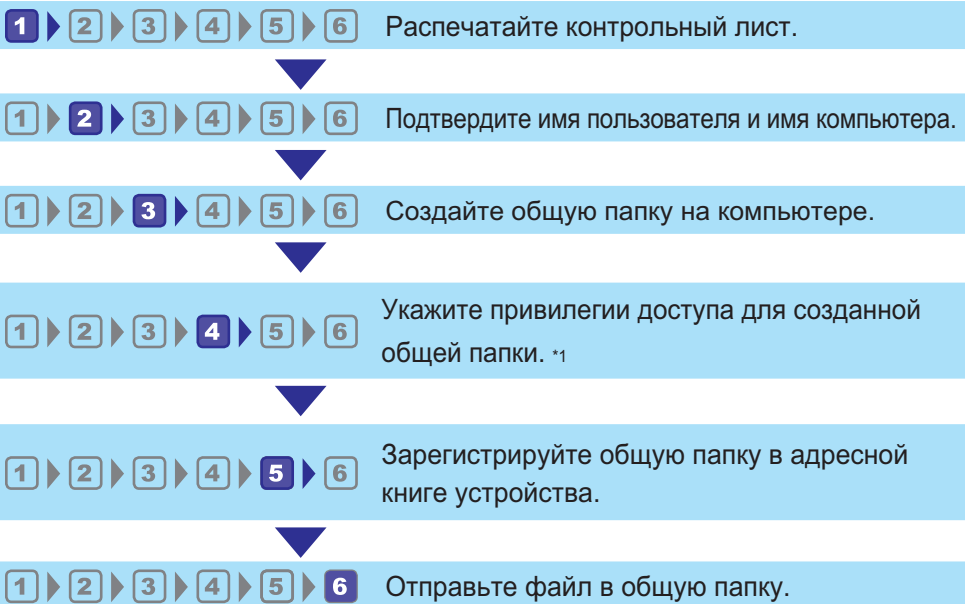 1 2 3 4 5 6 Распечатайте контрольный лист.
1 2 3 4 5 6 Подтвердите имя пользователя и имя компьютера.
1 2 3 4 5 6 Создайте общую папку на компьютере.
1 2 3 4 5 6 Укажите привилегии доступа для созданной
общей папки. *1
1 2 3 4 5 6 Зарегистрируйте общую папку в адресной
книге устройства.
1 2 3 4 5 6 Отправьте файл в общую папку.